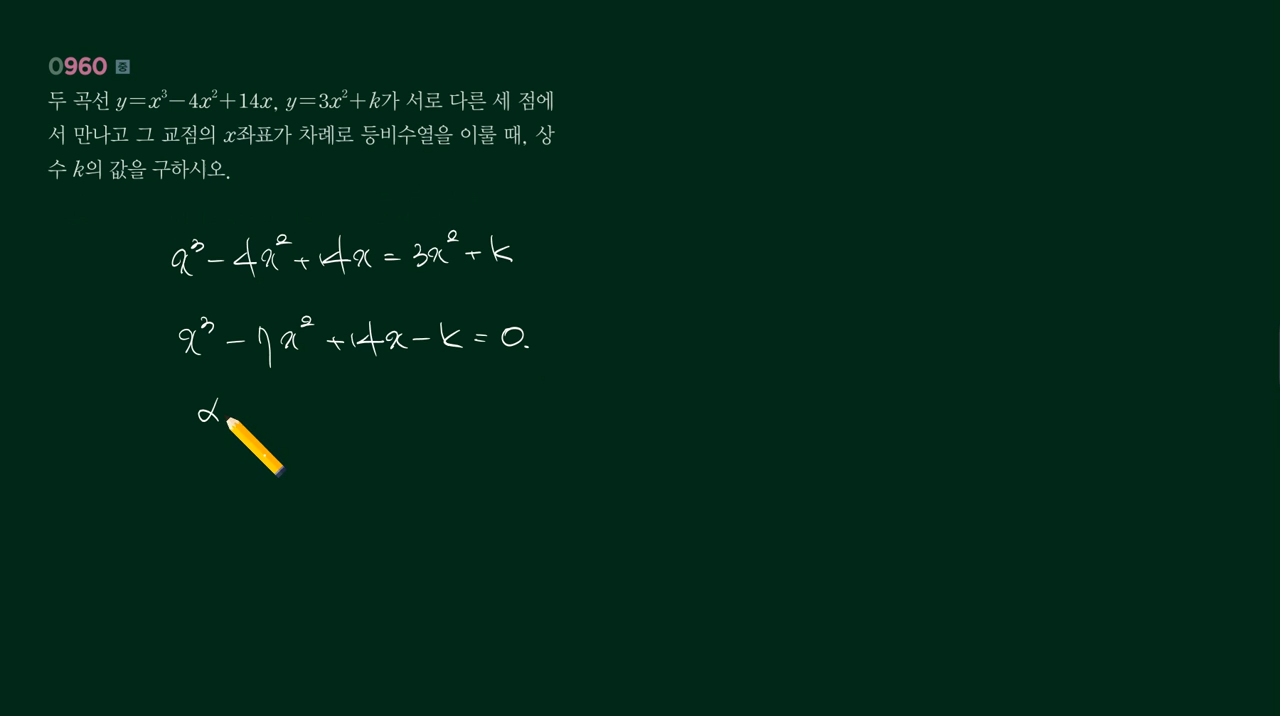 0960 중
두 곡선 y=x³-4x²+14x, y=3x²+k가 서로 다른 세 점에
서 만나고 그 교점의 x좌표가 차례로 등비수열을 이룰 때, 상
수 k의 값을 구하시오.
x³-4x²+14x=3x²+k
x³-7x²+14x-k=0.
α